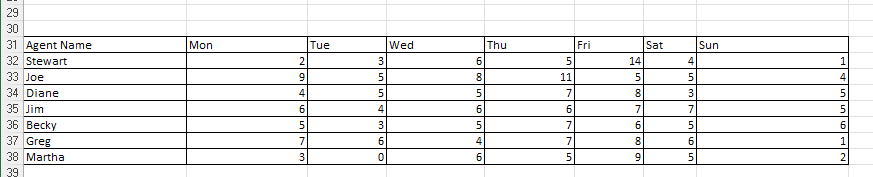 29
30
31 Agent Name Mon Tue Wed Thu Fri Sat Sun
32 Stewart 2 3 6 5 14 4 1
33 Joe 9 5 8 11 5 5 4
34 Diane 4 5 5 7 8 3 5
35 Jim 6 4 6 6 7 7 5
36 Becky 5 3 5 7 6 5 6
37 Greg 7 6 4 7 8 6 1
38 Martha 3 0 6 5 9 5 2
39